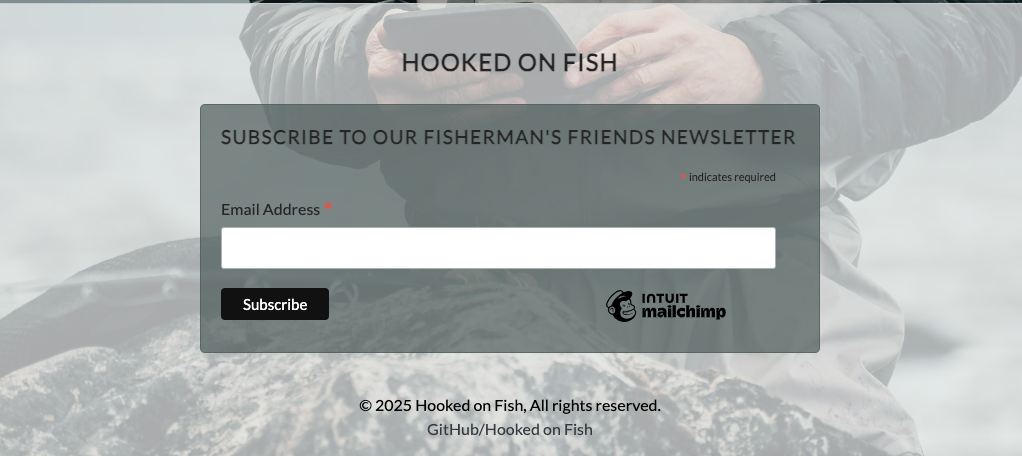 HOOKED ON FISH
SUBSCRIBE TO OUR FISHERMAN'S FRIENDS NEWSLETTER
* indicates required
Email Address *
Subscribe
INTUIT
mailchimp
© 2025 Hooked on Fish, All rights reserved.
GitHub/Hooked on Fish